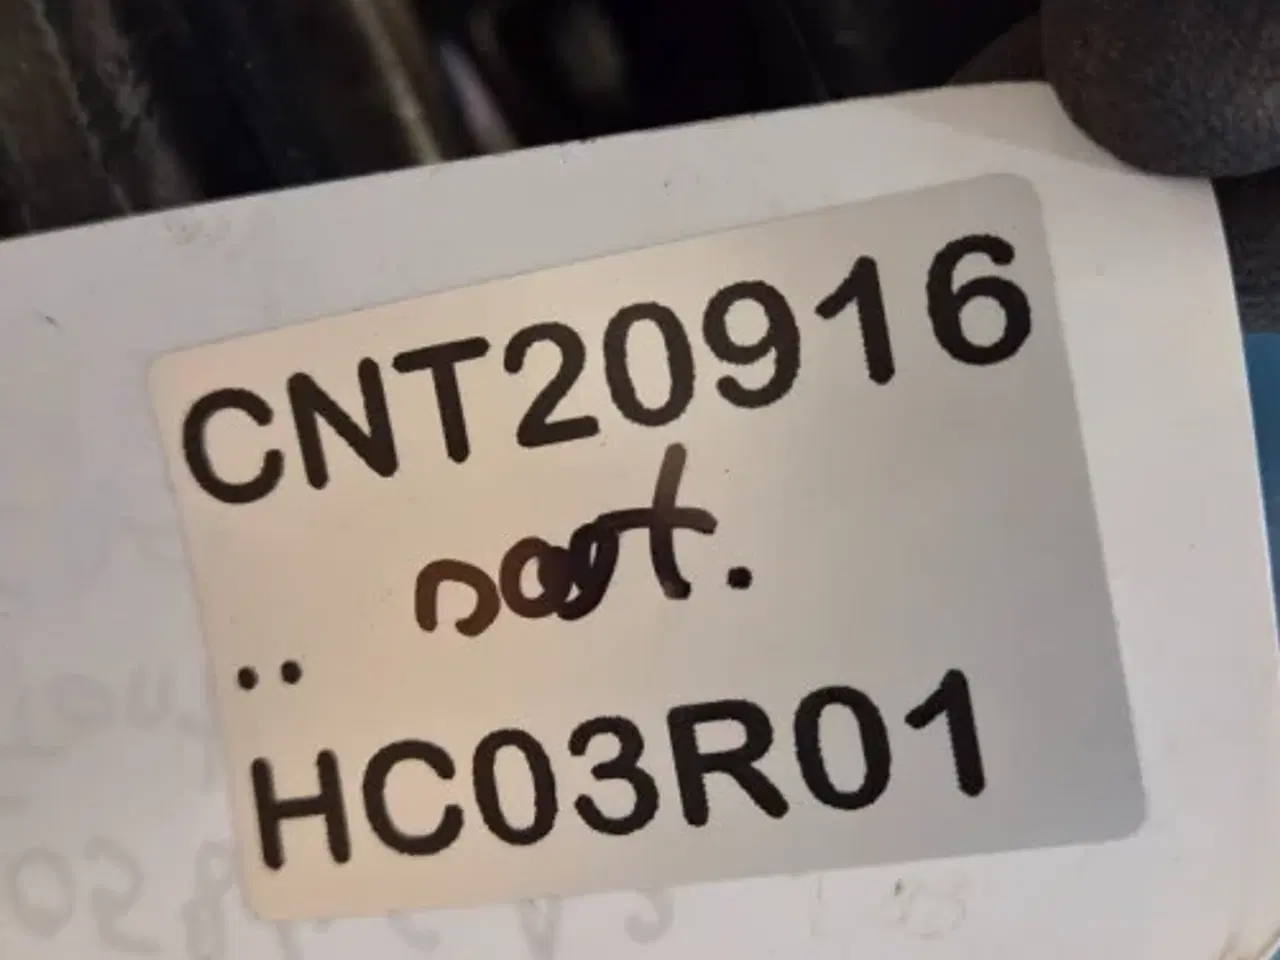 CNT20916
sort.
..
HC03R01